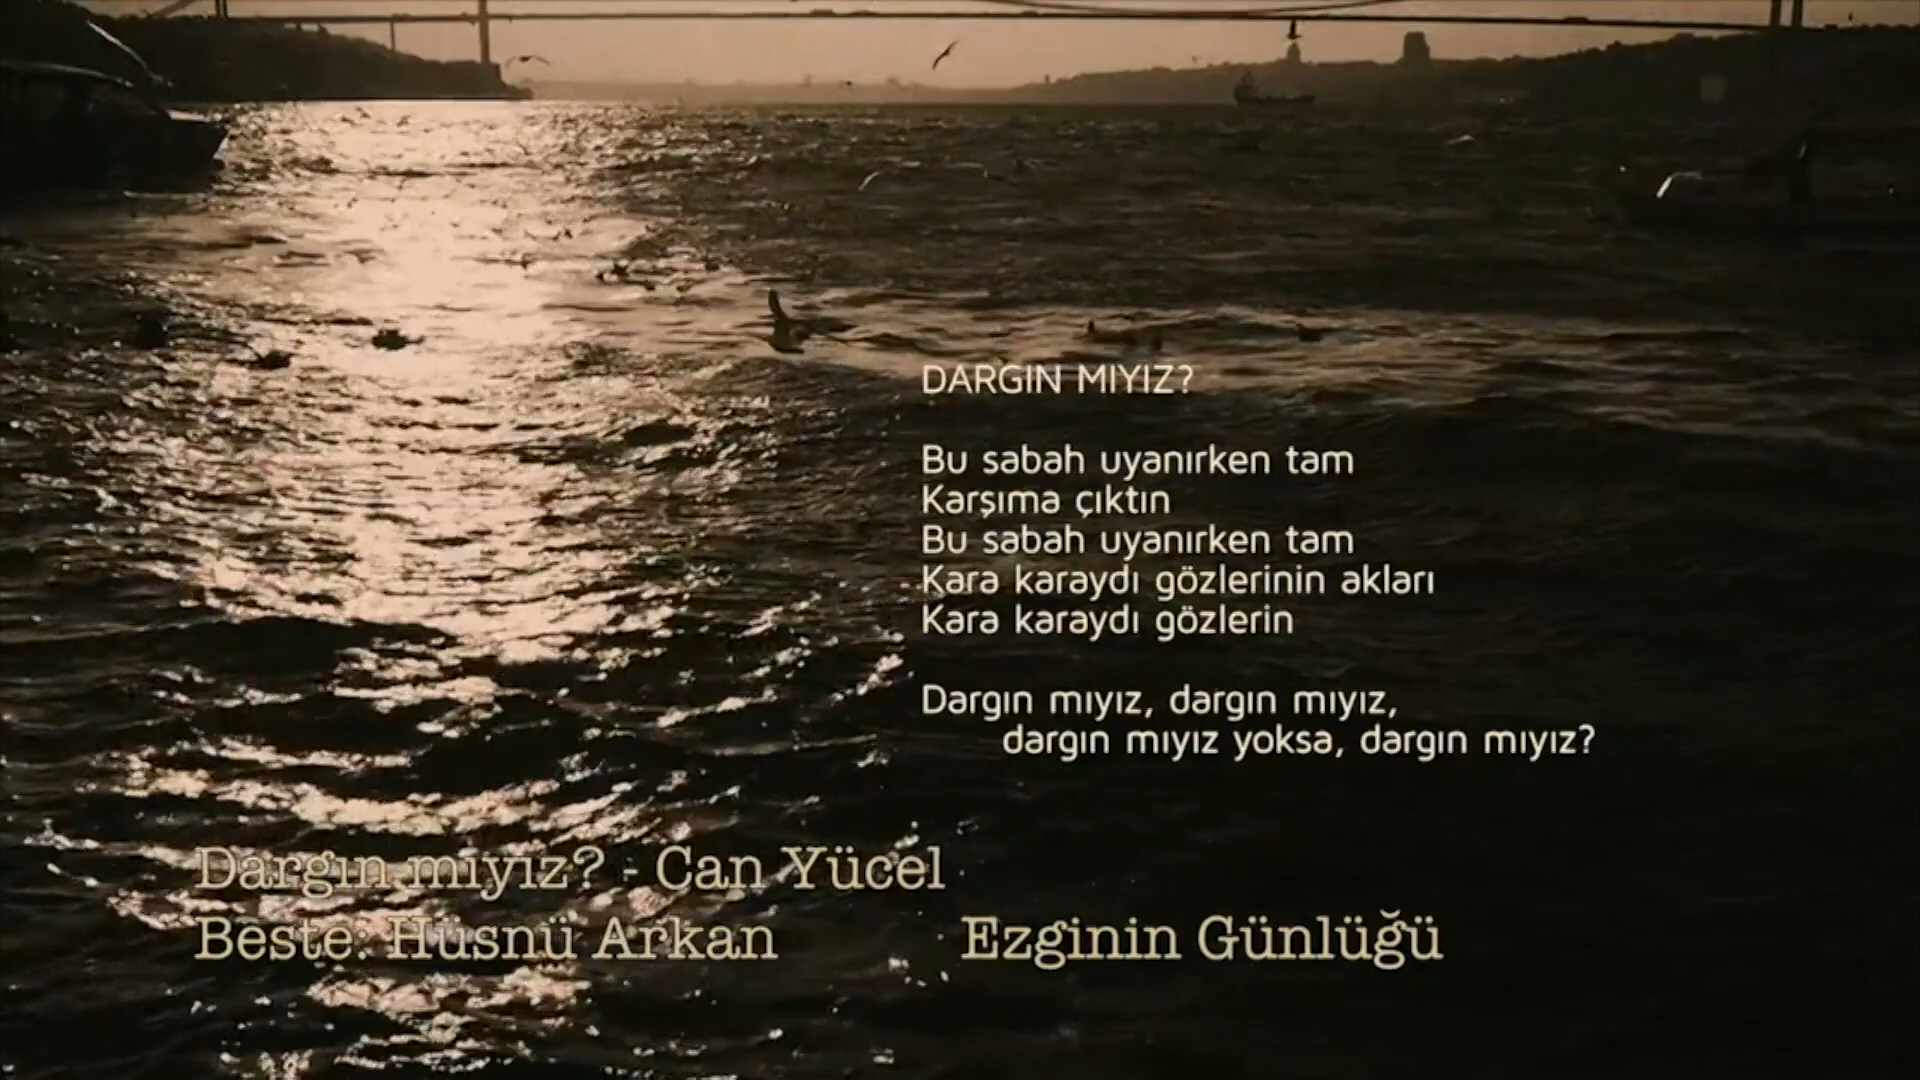 DARGIN MIYIZ?
Bu sabah uyanırken tam
Karşıma çıktın
Bu sabah uyanırken tam
Kara karaydı gözlerinin akları
Kara karaydı gözlerin
Dargın mıyız, dargın mıyız,
dargın mıyız yoksa, dargın mıyız?
Dargın mıyız? - Can Yücel
Beste: Hüsnü Arkan
Ezginin Günlüğü